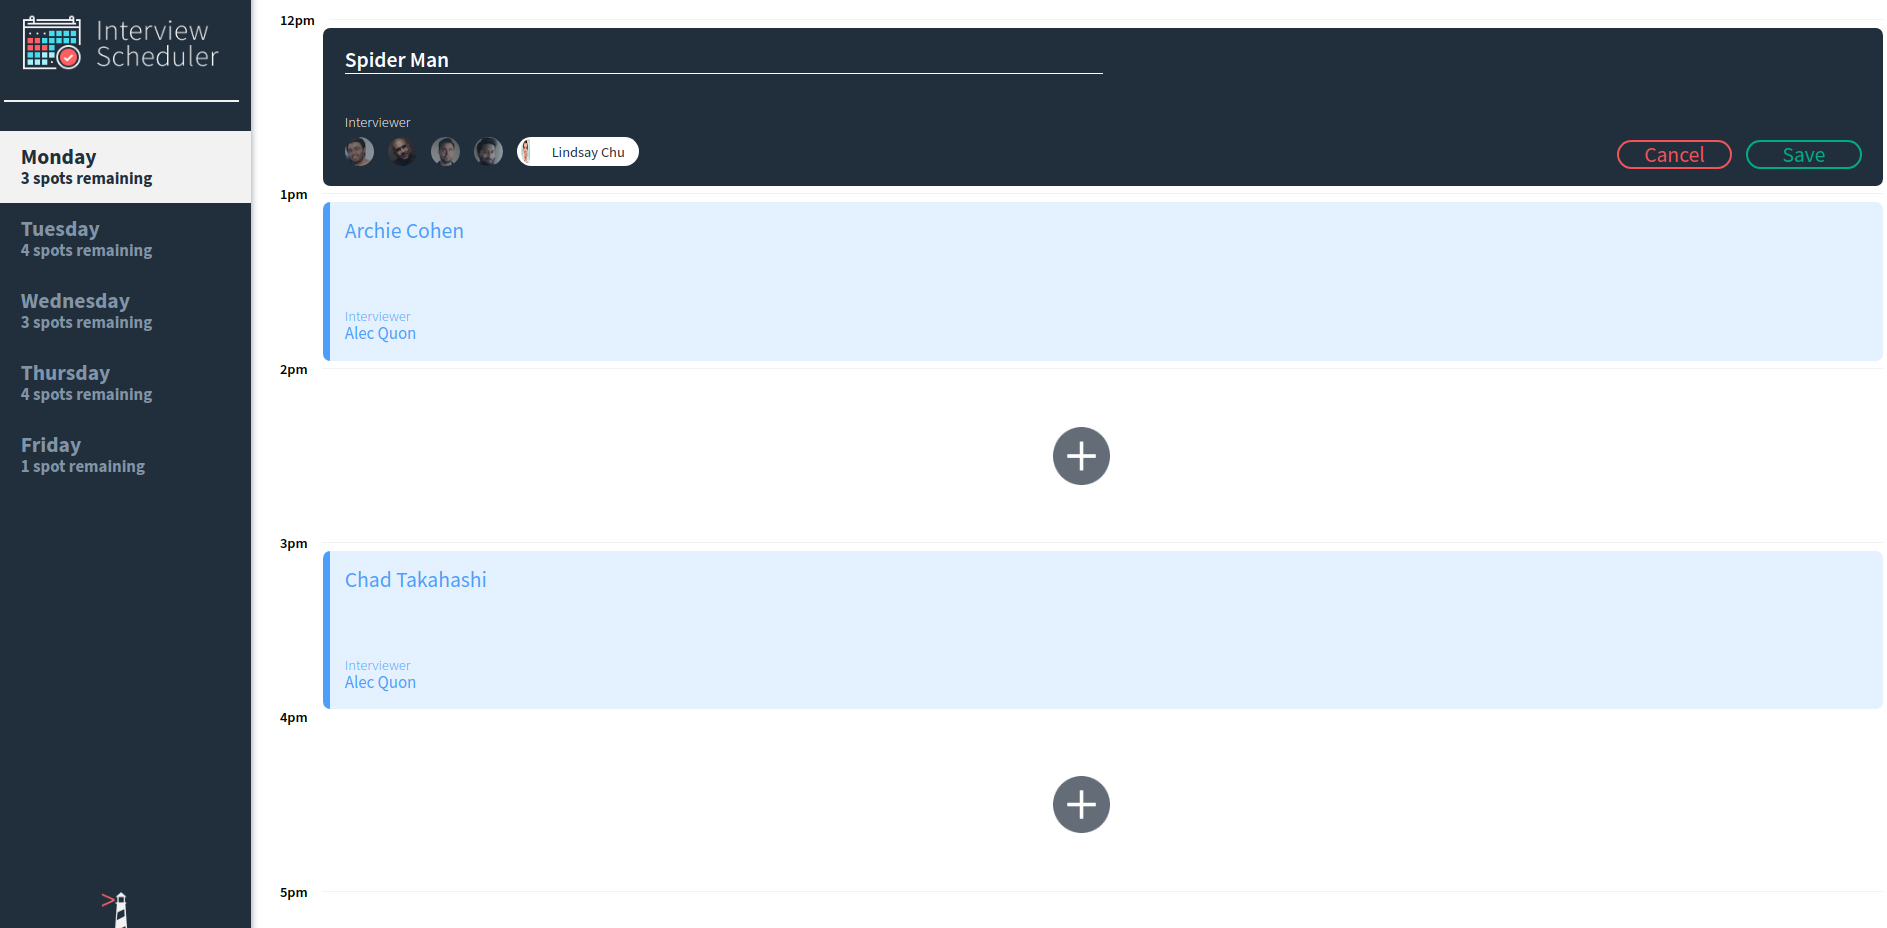 Interview
Scheduler
Monday
3 spots remaining
Tuesday
4 spots remaining
Wednesday
3 spots remaining
Thursday
4 spots remaining
Friday
1 spot remaining
12pm
Spider Man
Interviewer
Lindsay Chu
Cancel
Save
1pm
Archie Cohen
Interviewer
Alec Quon
2pm
3pm
Chad Takahashi
Interviewer
Alec Quon
4pm
5pm